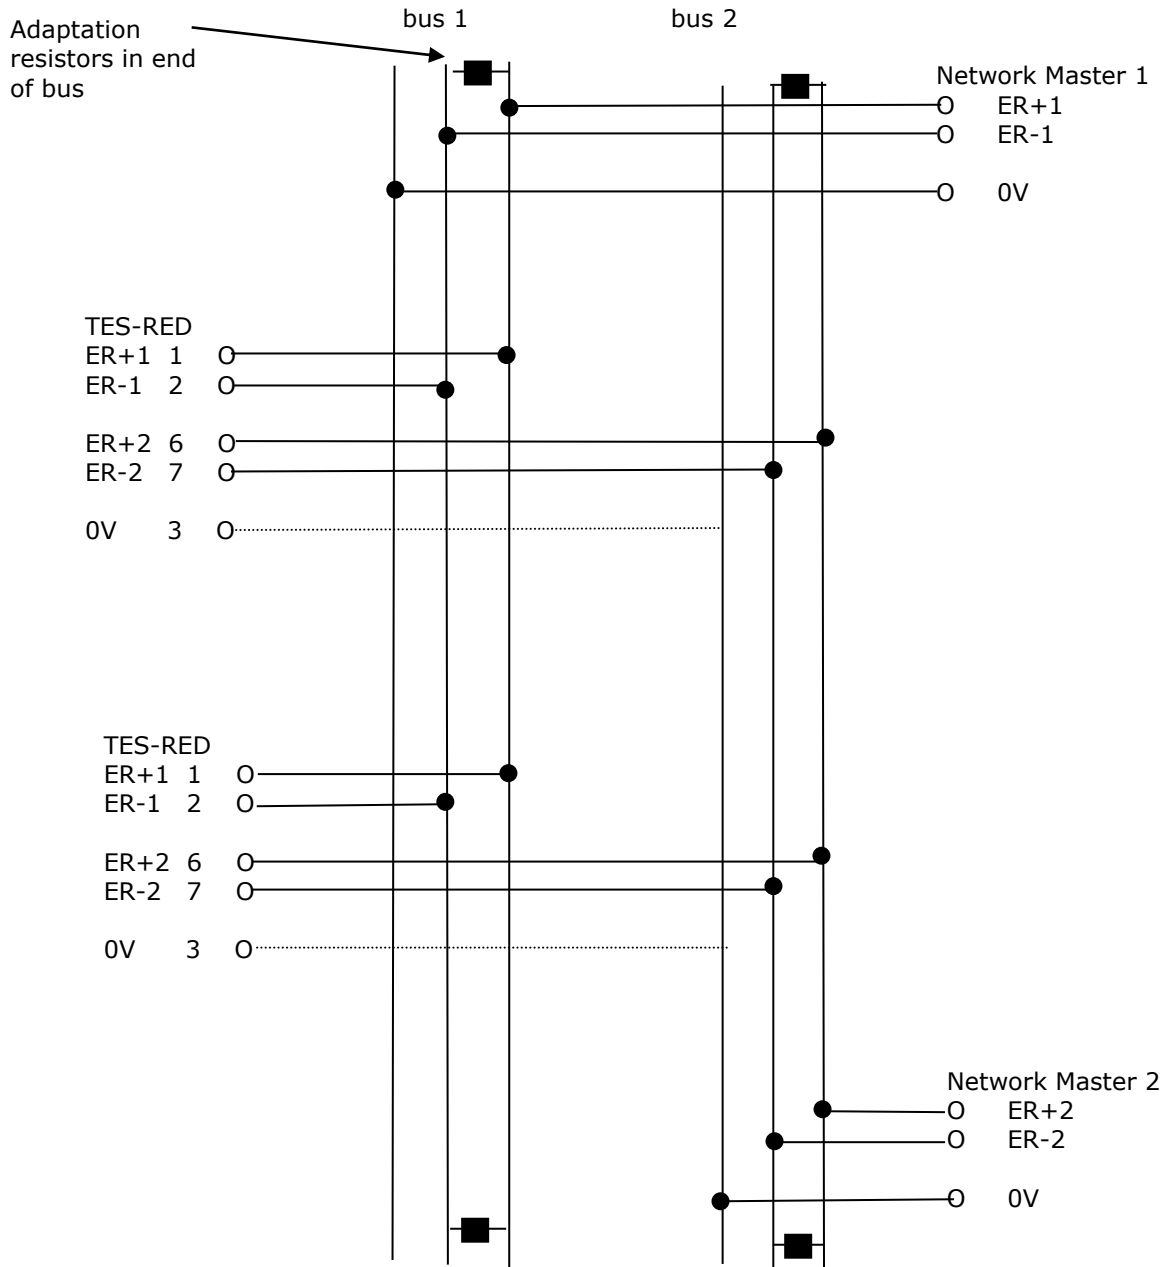 Adaptation
resistors in end
of bus
bus 1
bus 2
Network Master 1
O ER+1
O ER-1
O 0V
TES-RED
ER+1 1 O
ER-1 2 O
ER+2 6 O
ER-2 7 O
0V 3 O
TES-RED
ER+1 1 O
ER-1 2 O
ER+2 6 O
ER-2 7 O
0V 3 O
Network Master 2
O ER+2
O ER-2
O 0V